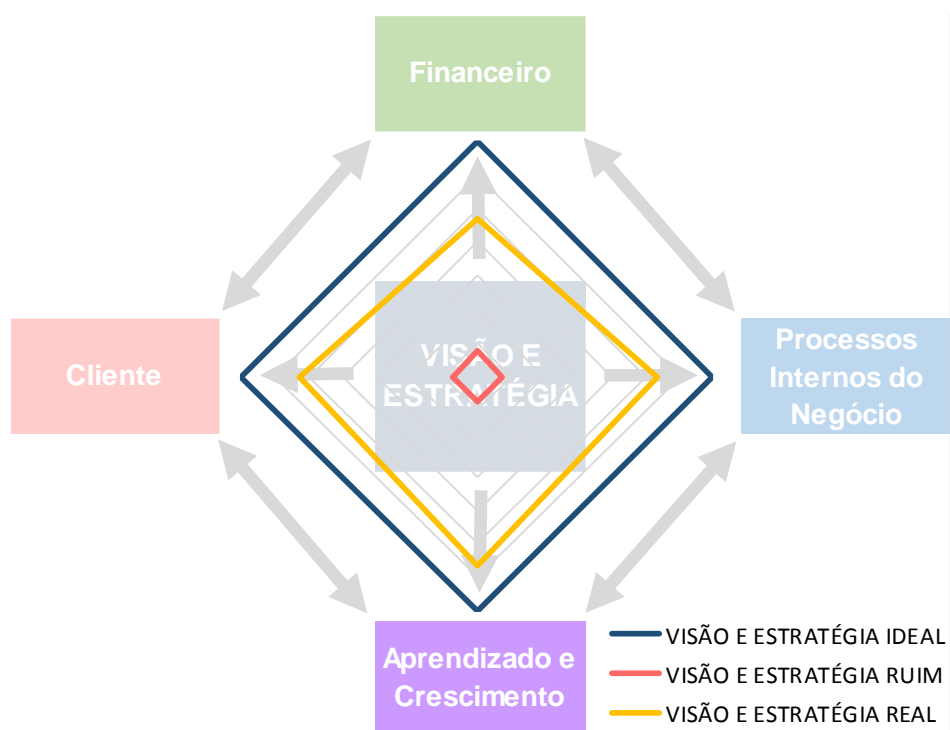 Financeiro
Cliente
VISÃO E
ESTRATÉGIA
Processos
Internos do
Negócio
Aprendizado e
Crescimento
VISÃO E ESTRATÉGIA IDEAL
VISÃO E ESTRATÉGIA RUIM
VISÃO E ESTRATÉGIA REAL